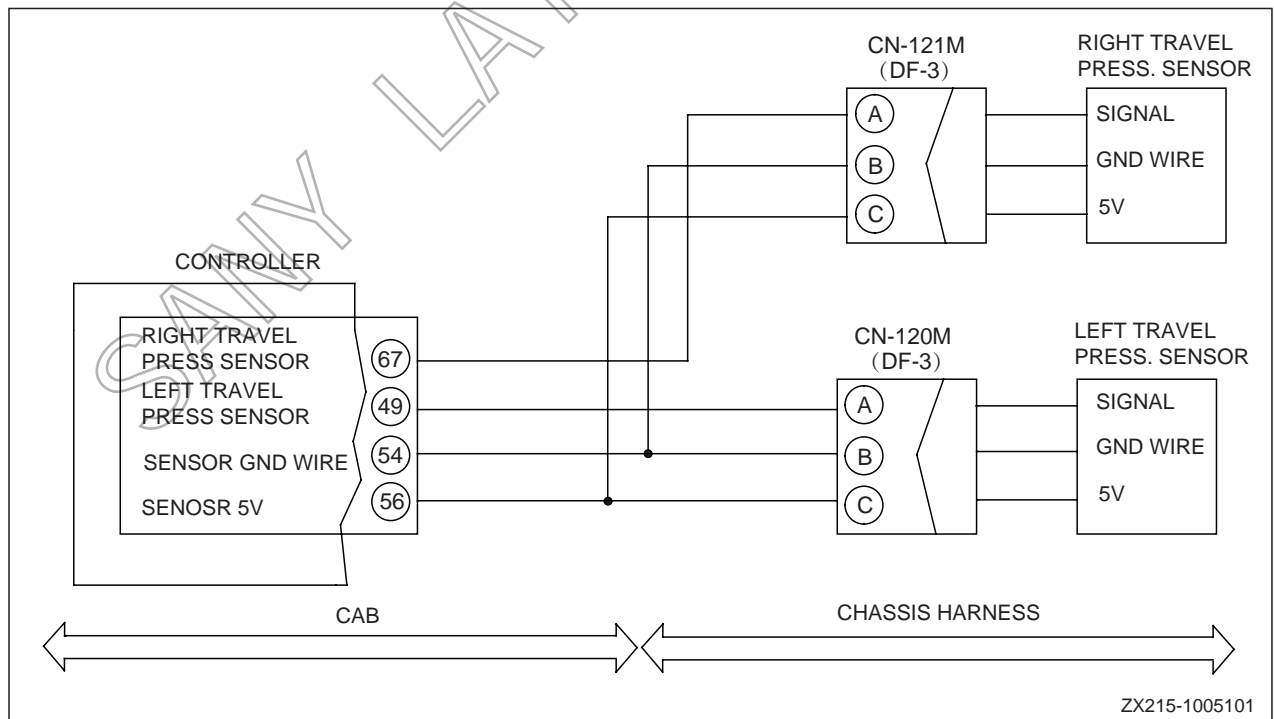 SANY LA
CN-121M
（DF-3）
RIGHT TRAVEL
PRESS. SENSOR
A
B
C
SIGNAL
GND WIRE
5V
CONTROLLER
RIGHT TRAVEL
PRESS SENSOR
LEFT TRAVEL
PRESS SENSOR
SENSOR GND WIRE
SENOSR 5V
67
49
54
56
CN-120M
（DF-3）
LEFT TRAVEL
PRESS. SENSOR
A
B
C
SIGNAL
GND WIRE
5V
CAB
CHASSIS HARNESS
ZX215-1005101